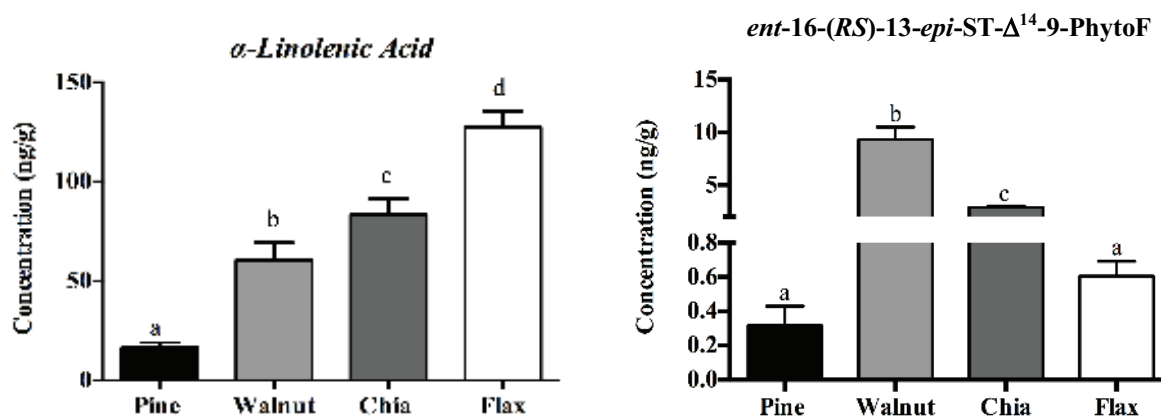 α-Linolenic Acid
Concentration (ng/g)
150
100
50
0
a
b
c
d
Pine Walnut Chia Flax
ent-16-(RS)-13-epi-ST-Δ¹⁴-9-PhytoF
Concentration (ng/g)
15
10
5
0.8
0.6
0.4
0.2
0.0
a
b
c
a
Pine Walnut Chia Flax